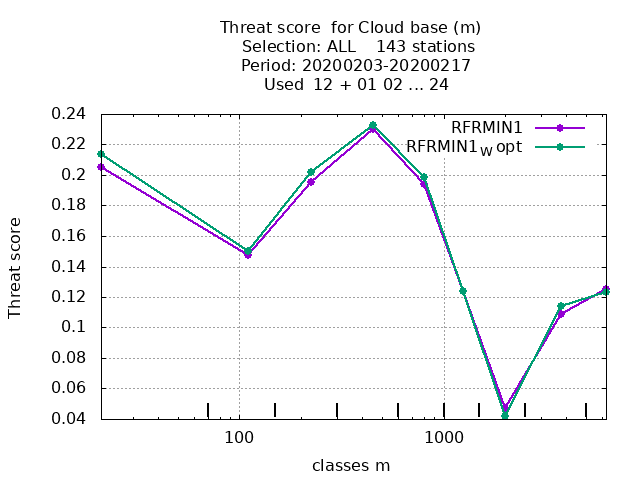 Threat score  for Cloud base (m)
Selection: ALL    143 stations
Period: 20200203-20200217
Used  12 + 01 02 ... 24
RFRMIN1
RFRMIN1W opt
0.24
0.22
0.2
0.18
0.16
0.14
0.12
0.1
0.08
0.06
0.04
Threat score
100 1000
classes m